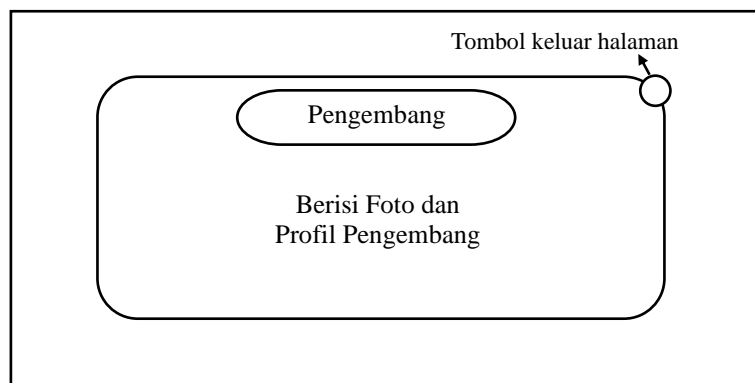 Tombol keluar halaman
Pengembang
Berisi Foto dan
Profil Pengembang